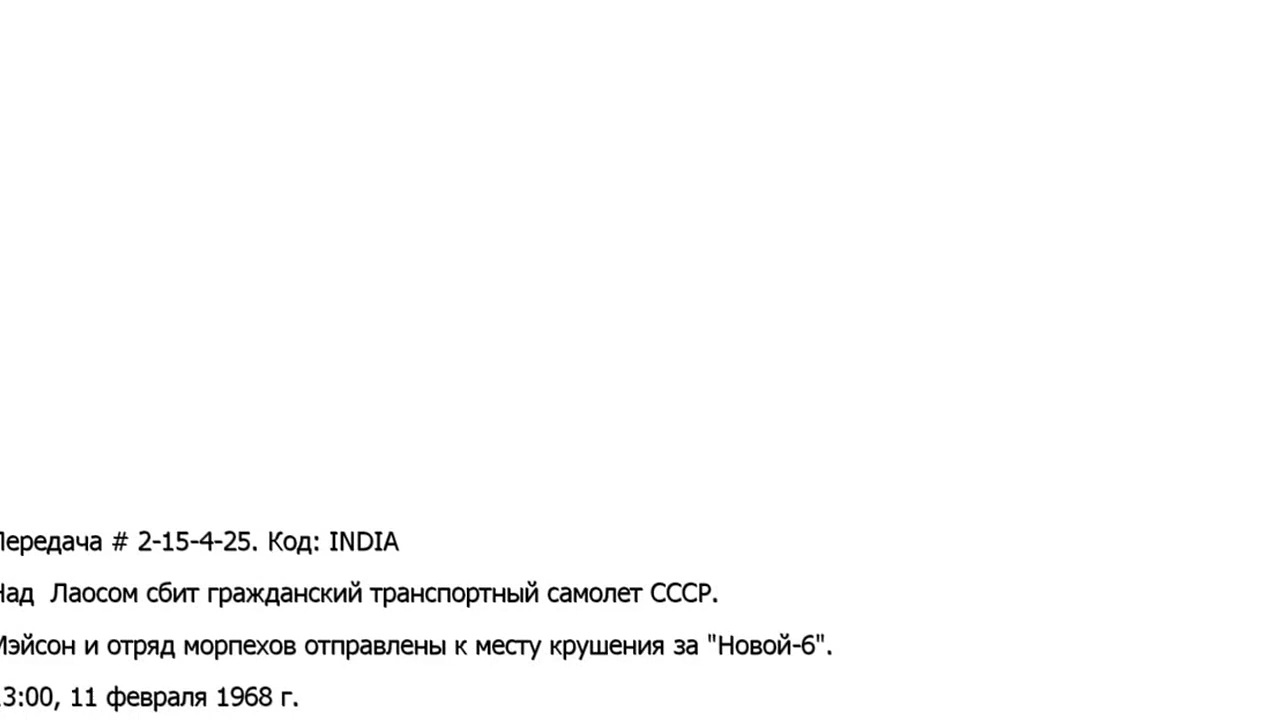 Передача # 2-15-4-25. Код: INDIA
Над Лаосом сбит гражданский транспортный самолет СССР.
Мэйсон и отряд морпехов отправлены к месту крушения за "Новой-6".
13:00, 11 февраля 1968 г.